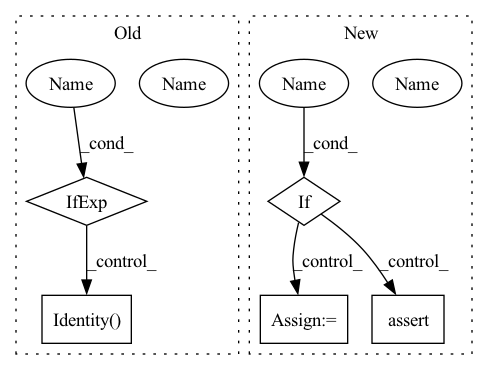 Old
New
Name
Name
Name
Name
_cond_
_cond_
IfExp
If
_control_
_control_
_control_
Identity()
Assign:=
assert